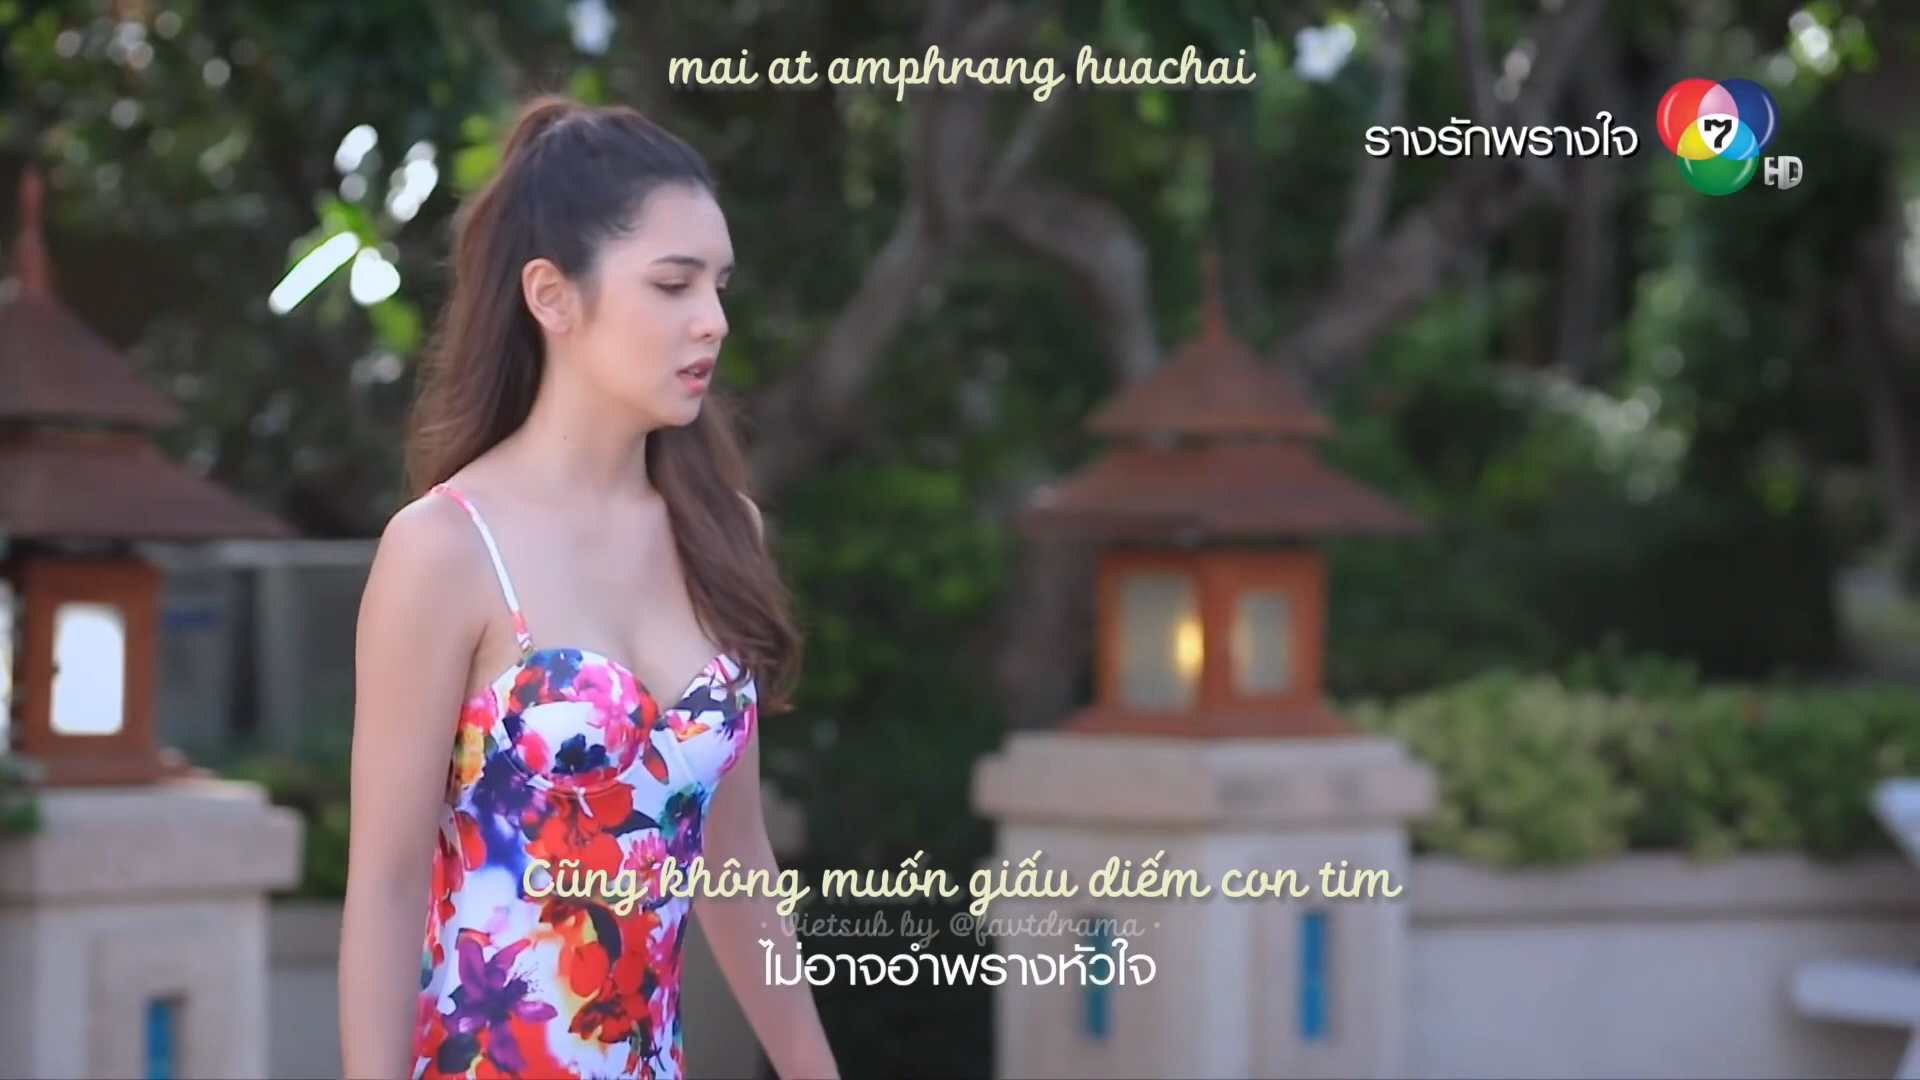 mai at amphrang huachai
รางรักพรางใจ
7
HD
Cũng không muốn giấu diếm con tim
· Vietsub by @favtdrama ·
ไม่อาจอำพรางหัวใจ